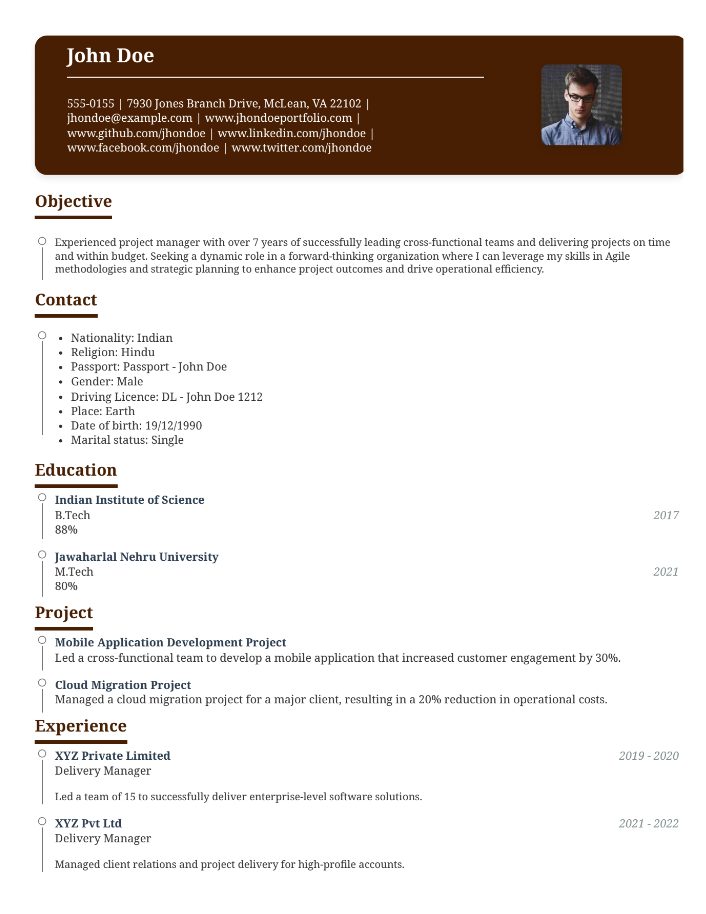 John Doe
555-0155 | 7930 Jones Branch Drive, McLean, VA 22102 |
jhondoe@example.com | www.jhondoeportfolio.com |
www.github.com/jhondoe | www.linkedin.com/jhondoe |
www.facebook.com/jhondoe | www.twitter.com/jhondoe
Objective
Experienced project manager with over 7 years of successfully leading cross-functional teams and delivering projects on time
and within budget. Seeking a dynamic role in a forward-thinking organization where I can leverage my skills in Agile
methodologies and strategic planning to enhance project outcomes and drive operational efficiency.
Contact
• Nationality: Indian
• Religion: Hindu
• Passport: Passport - John Doe
• Gender: Male
• Driving Licence: DL - John Doe 1212
• Place: Earth
• Date of birth: 19/12/1990
• Marital status: Single
Education
Indian Institute of Science
B.Tech 2017
88%
Jawaharlal Nehru University
M.Tech 2021
80%
Project
Mobile Application Development Project
Led a cross-functional team to develop a mobile application that increased customer engagement by 30%.
Cloud Migration Project
Managed a cloud migration project for a major client, resulting in a 20% reduction in operational costs.
Experience
XYZ Private Limited 2019 - 2020
Delivery Manager
Led a team of 15 to successfully deliver enterprise-level software solutions.
XYZ Pvt Ltd 2021 - 2022
Delivery Manager
Managed client relations and project delivery for high-profile accounts.